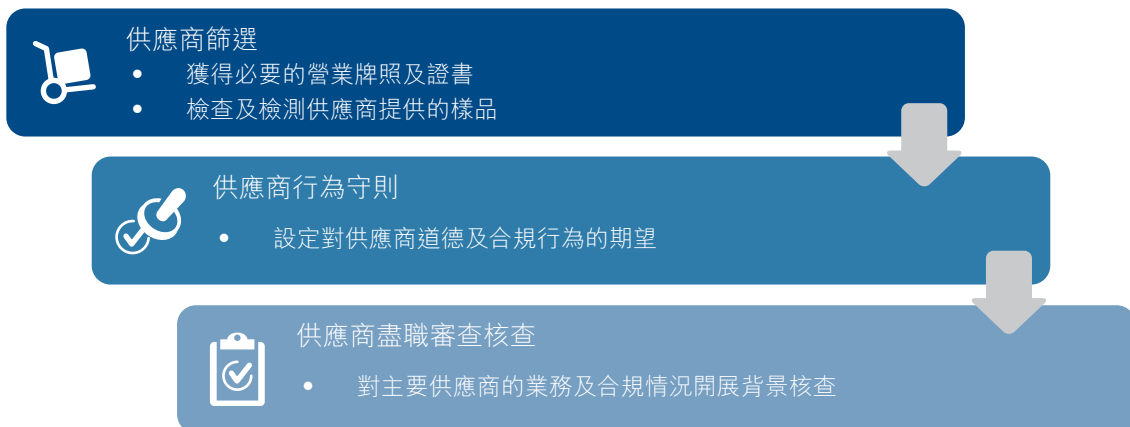 供應商篩選
• 獲得必要的營業牌照及證書
• 檢查及檢測供應商提供的樣品
供應商行為守則
• 設定對供應商道德及合規行為的期望
供應商盡職審查核查
• 對主要供應商的業務及合規情況開展背景核查